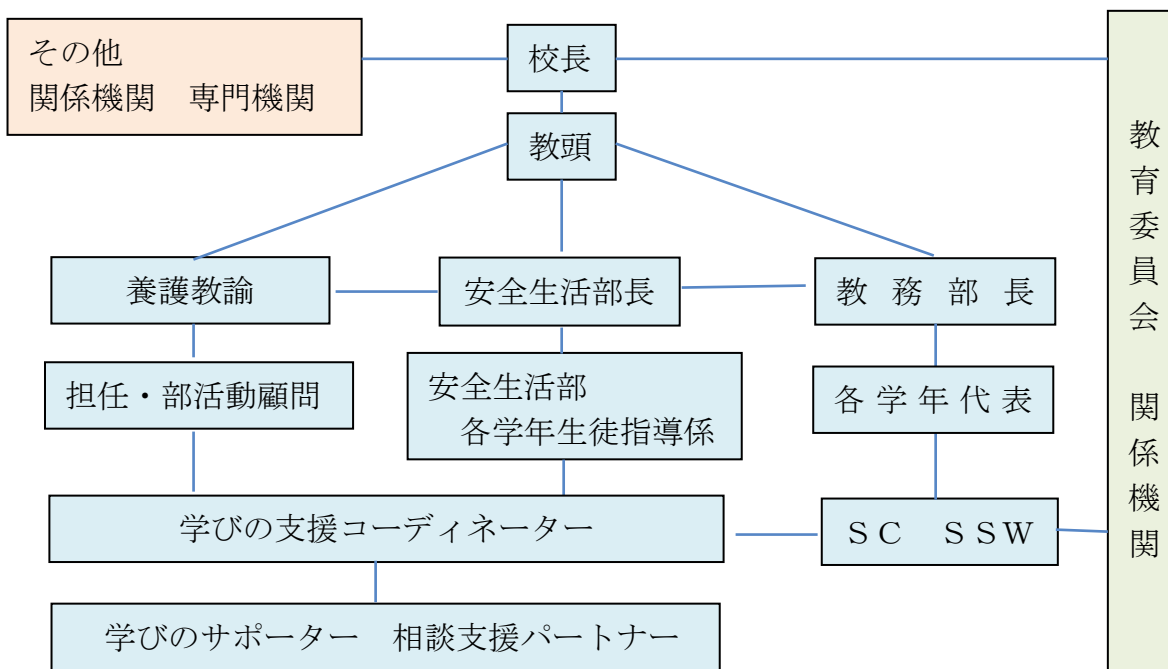 その他
関係機関　専門機関
校長
教頭
養護教諭
安全生活部長
教 務 部 長
担任・部活動顧問
安全生活部
各学年生徒指導係
各 学 年 代 表
学びの支援コーディネーター
ＳＣ　ＳＳＷ
学びのサポーター　相談支援パートナー
教育委員会　関係機関